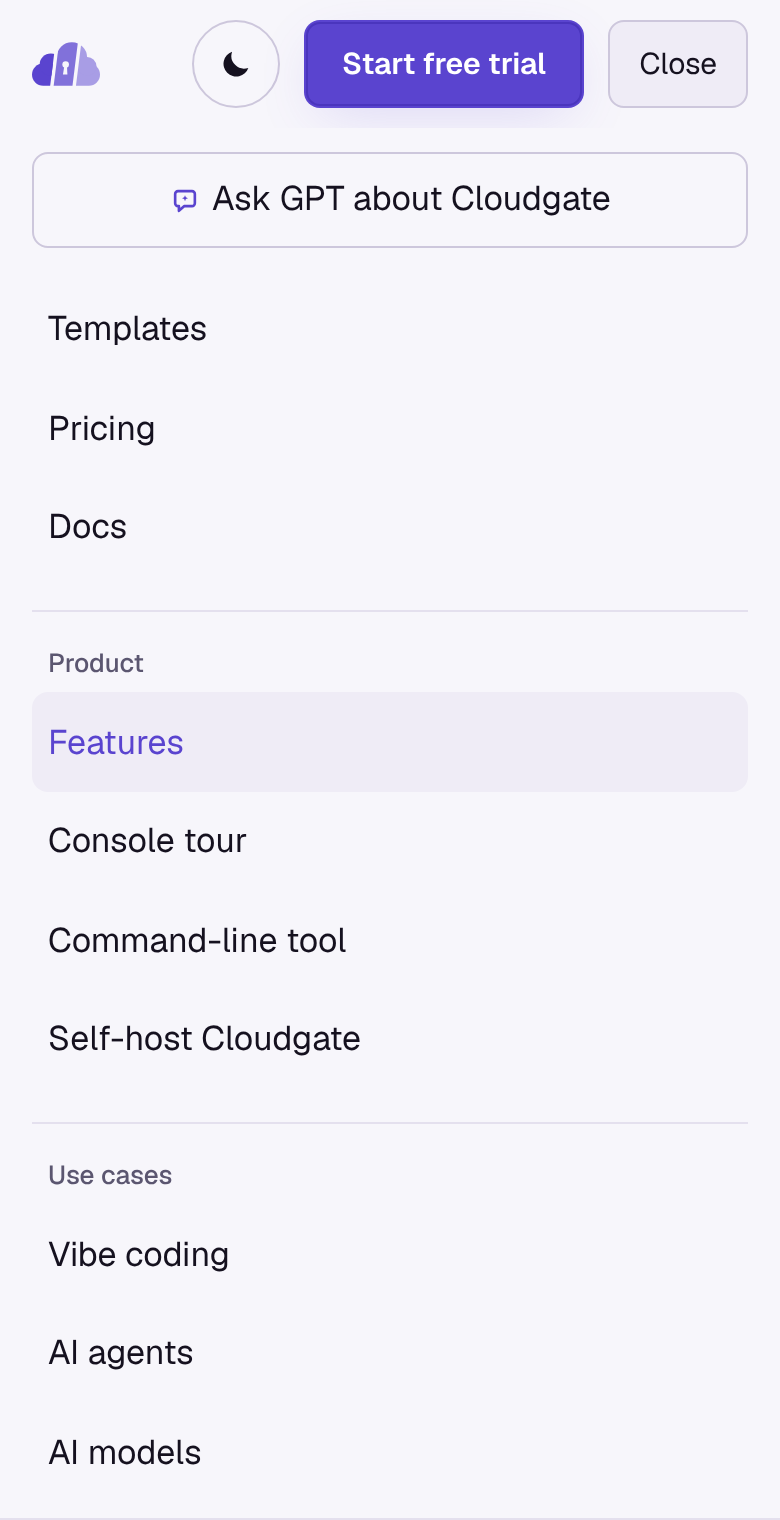 Start free trial
Close
Ask GPT about Cloudgate
Templates
Pricing
Docs
Product
Features
Console tour
Command-line tool
Self-host Cloudgate
Use cases
Vibe coding
AI agents
AI models